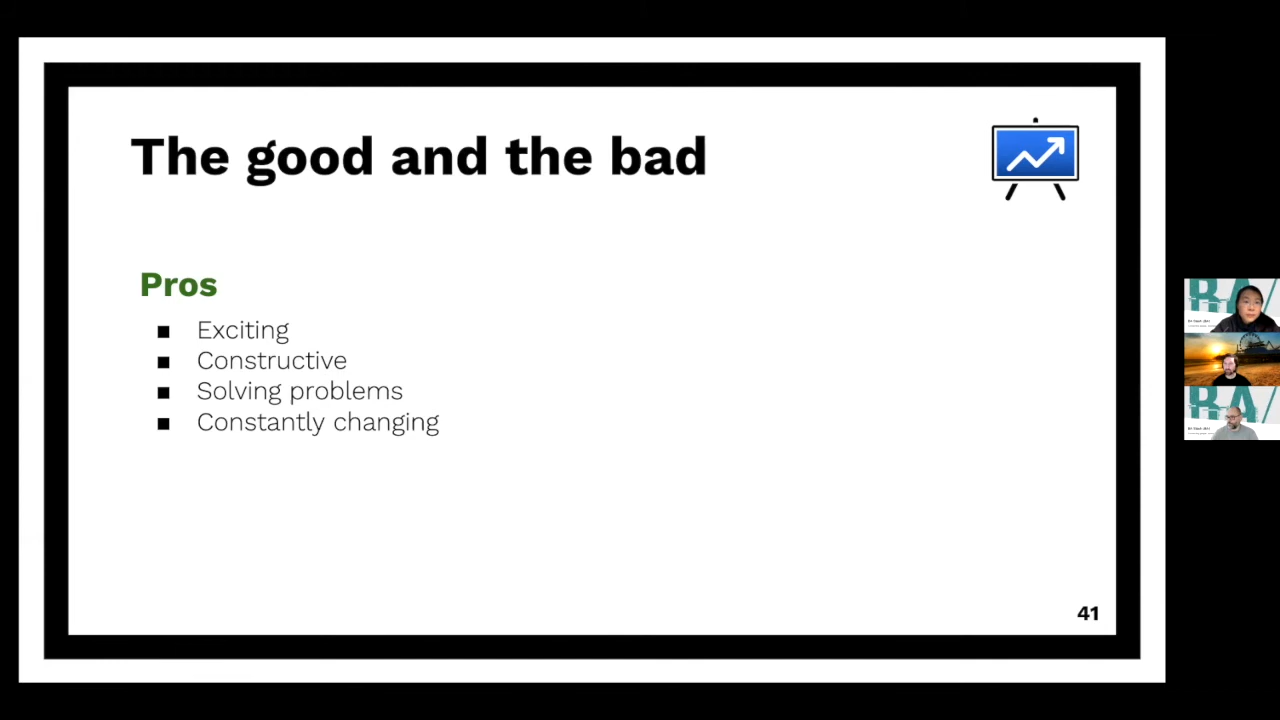 The good and the bad
Pros
Exciting
Constructive
Solving problems
Constantly changing
41